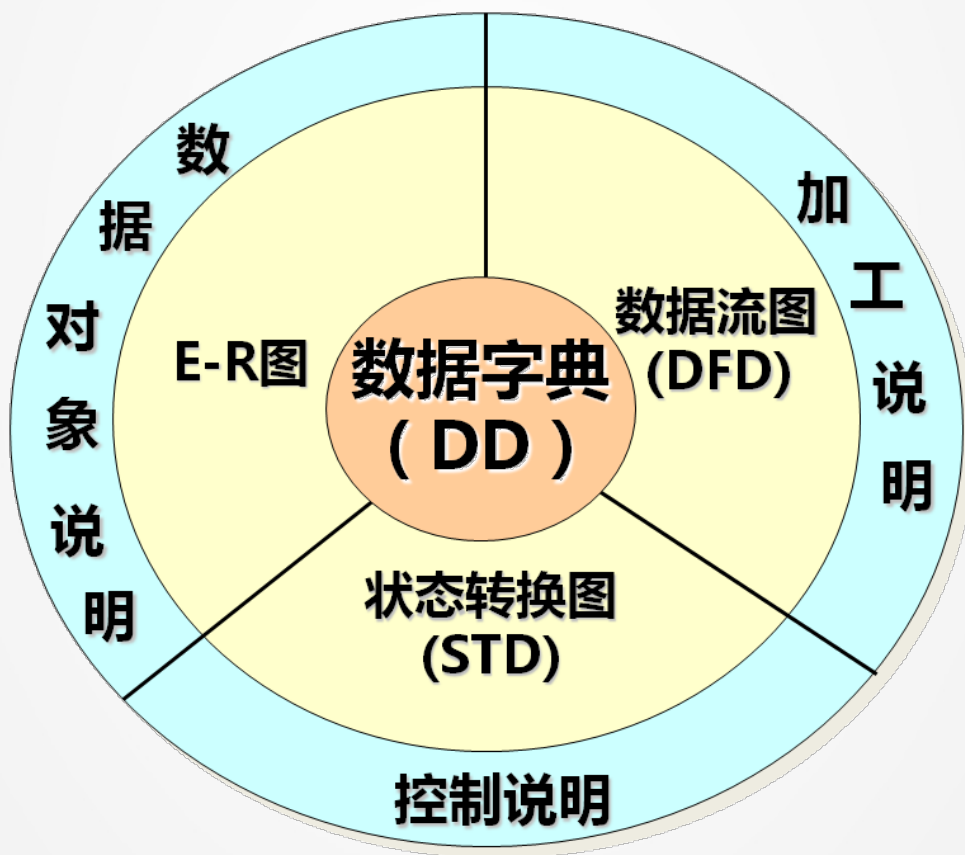 数据对象说明
加工说明
E-R图
数据字典
（DD）
数据流图
(DFD)
状态转换图
(STD)
控制说明